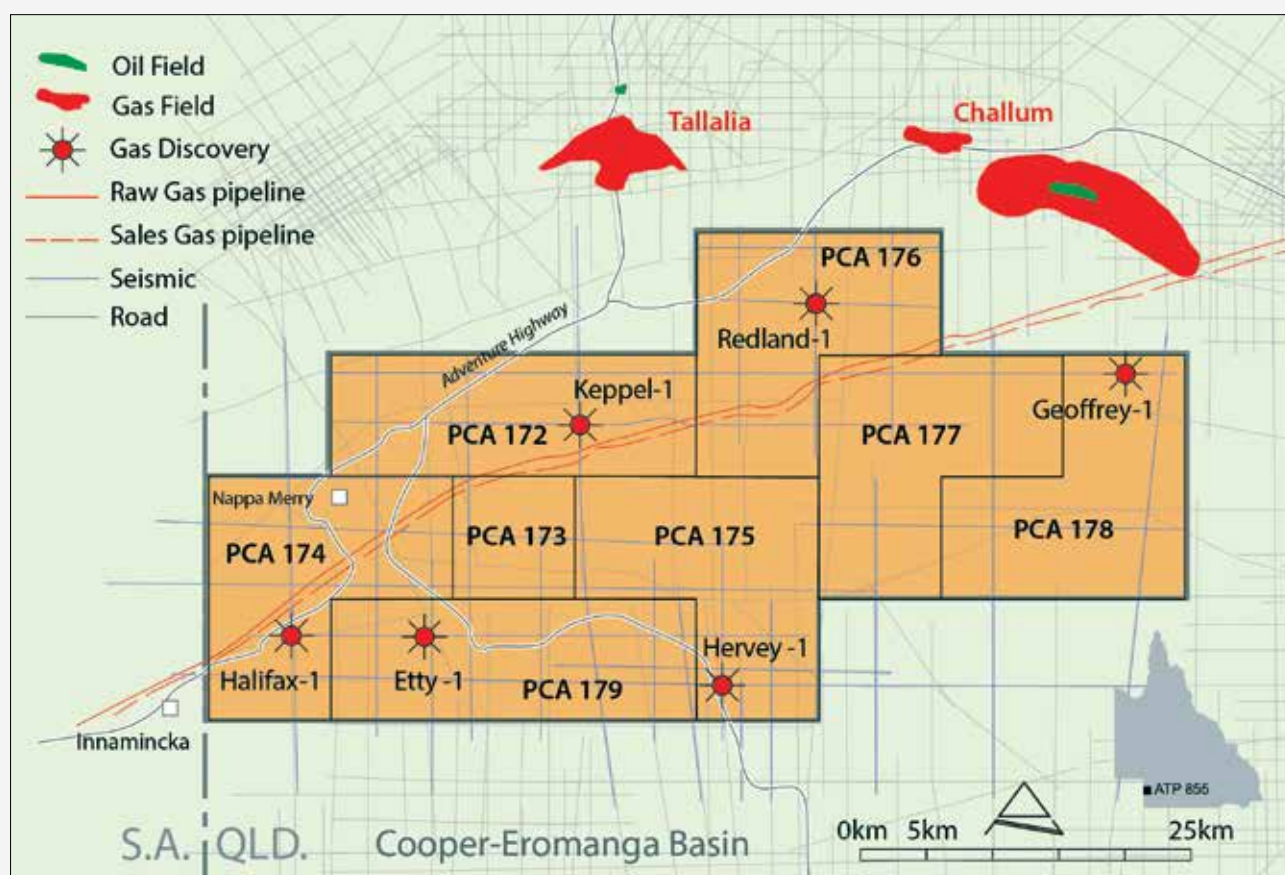 Oil Field
Gas Field
Gas Discovery
Raw Gas pipeline
Sales Gas pipeline
Seismic
Road
Tallalia
Challum
PCA 176
Redland-1
Adventure Highway
Keppel-1
Geoffrey-1
PCA 172
PCA 177
Nappa Merry
PCA 174
PCA 173
PCA 175
PCA 178
Hervey -1
Halifax-1
Etty -1
PCA 179
Innamincka
ATP 855
0km 5km 25km
S.A. QLD. Cooper-Eromanga Basin